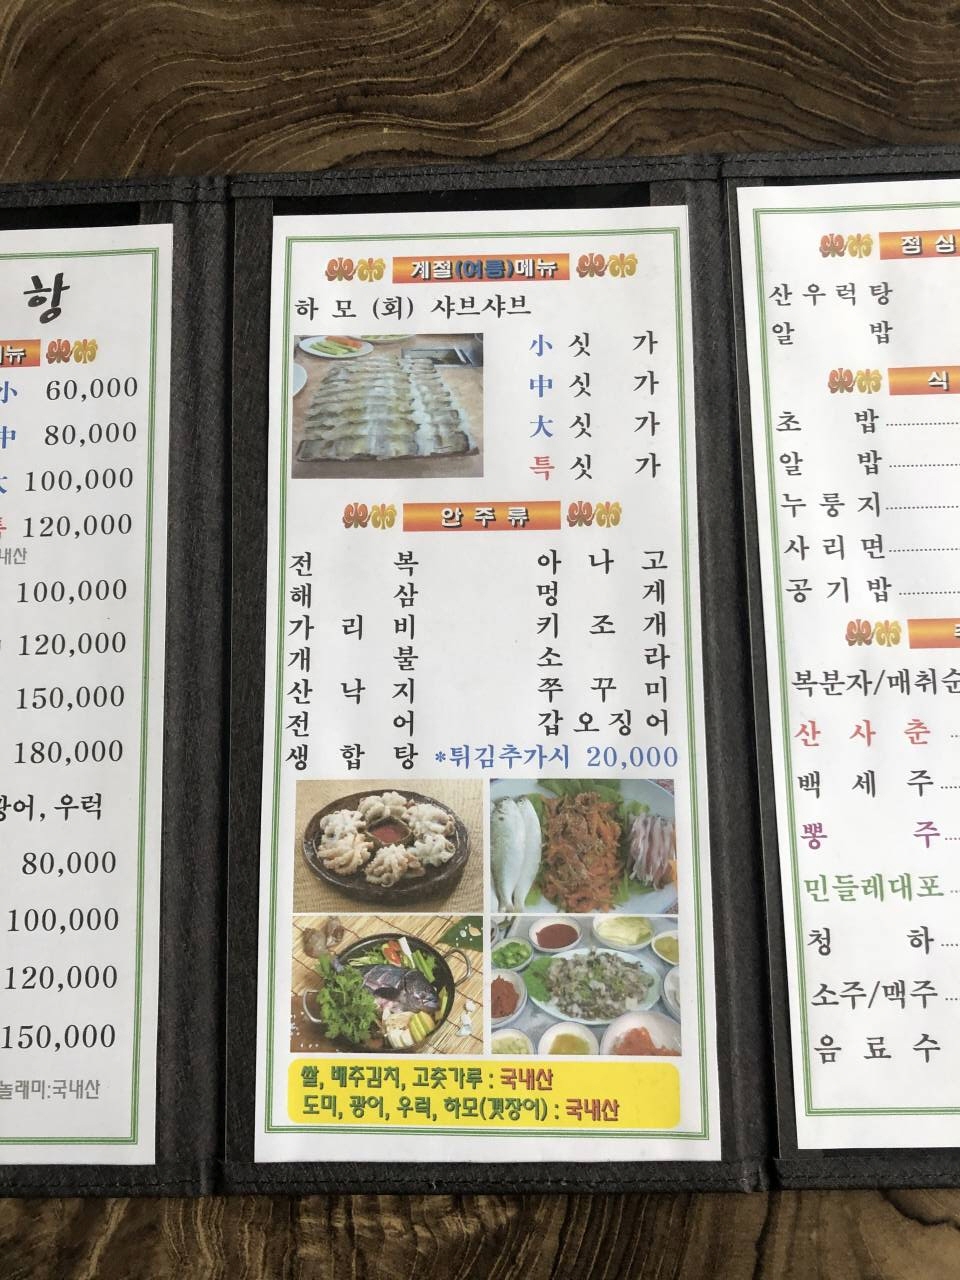 항
메뉴
小 60,000
中 80,000
大 100,000
특 120,000
내산
100,000
120,000
150,000
180,000
광어, 우럭
80,000
100,000
120,000
150,000
놀래미:국내산
계절(여름)메뉴
하 모 (회) 샤브샤브
小 싯 가
中 싯 가
大 싯 가
특 싯 가
안 주 류
전 복 아 나 고
해 삼 멍 게
가 리 비 키 조 개
개 불 소 라
산 낙 지 쭈 꾸 미
전 어 갑 오 징 어
생 합 탕 *튀김추가시 20,000
쌀, 배추김치, 고춧가루 : 국내산
도미, 광어, 우럭, 하모(갯장어) : 국내산
점 심
산 우 럭 탕
알 밥
식
초 밥
알 밥
누 룽 지
사 리 면
공 기 밥
복분자/매취순
산 사 춘
백 세 주
뽕 주
민들레대포
청 하
소주/맥주
음 료 수